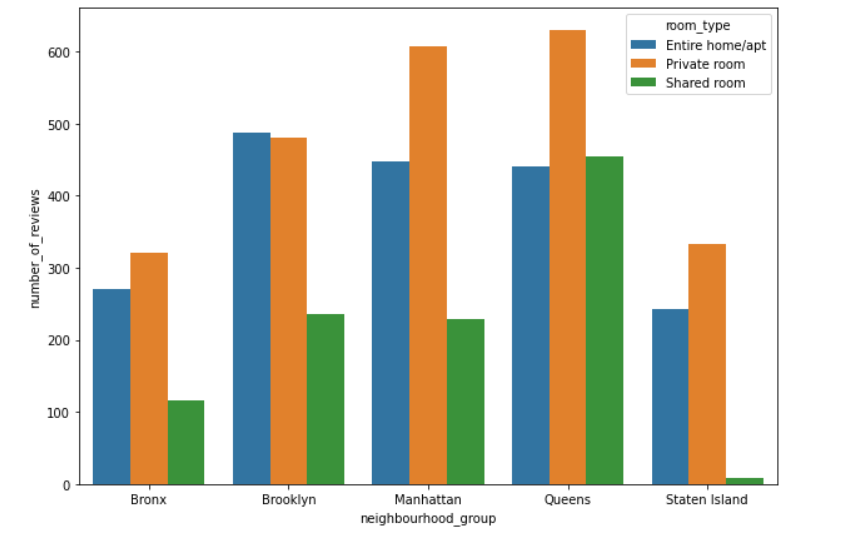 room_type
Entire home/apt
Private room
Shared room
600
500
400
300
200
100
0
number_of_reviews
Bronx
Brooklyn
Manhattan
Queens
Staten Island
neighbourhood_group